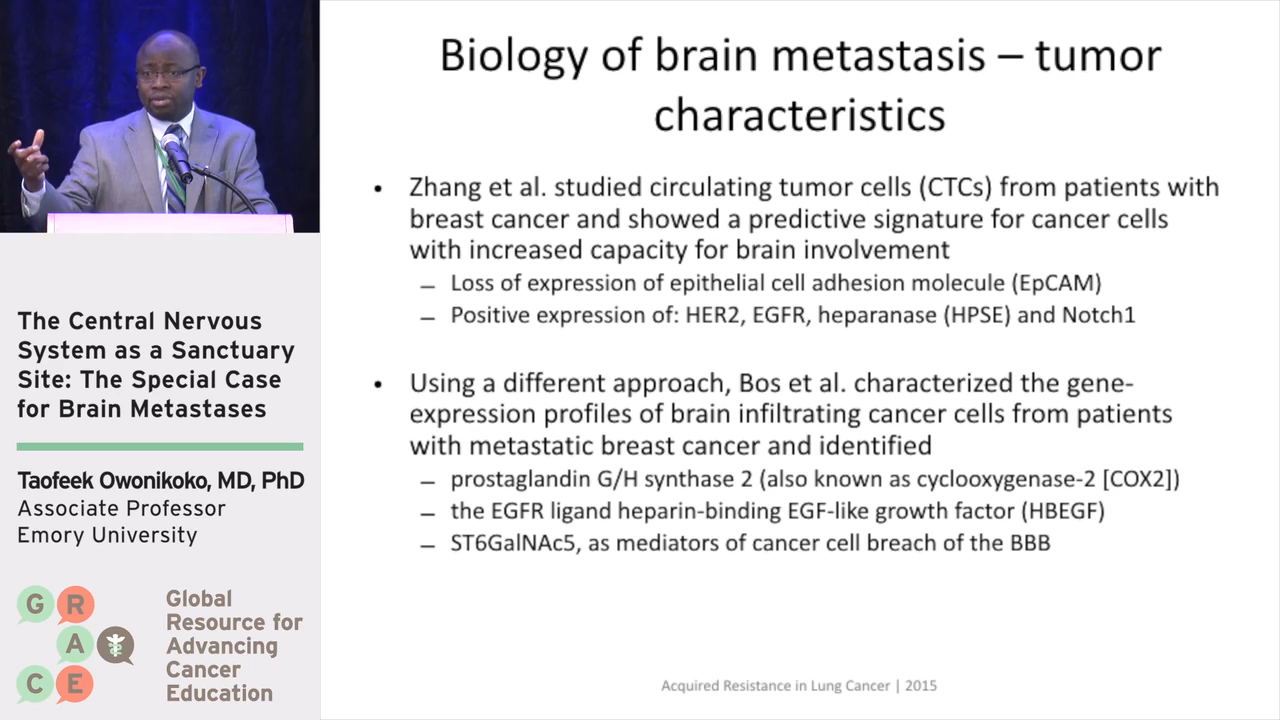 Biology of brain metastasis – tumor
characteristics
• Zhang et al. studied circulating tumor cells (CTCs) from patients with
breast cancer and showed a predictive signature for cancer cells
with increased capacity for brain involvement
– Loss of expression of epithelial cell adhesion molecule (EpCAM)
– Positive expression of: HER2, EGFR, heparanase (HPSE) and Notch1
• Using a different approach, Bos et al. characterized the gene-
expression profiles of brain infiltrating cancer cells from patients
with metastatic breast cancer and identified
– prostaglandin G/H synthase 2 (also known as cyclooxygenase-2 [COX2])
– the EGFR ligand heparin-binding EGF-like growth factor (HBEGF)
– ST6GalNAc5, as mediators of cancer cell breach of the BBB
Acquired Resistance in Lung Cancer | 2015
The Central Nervous
System as a Sanctuary
Site: The Special Case
for Brain Metastases
Taofeek Owonikoko, MD, PhD
Associate Professor
Emory University
G R
A
C E
Global
Resource for
Advancing
Cancer
Education